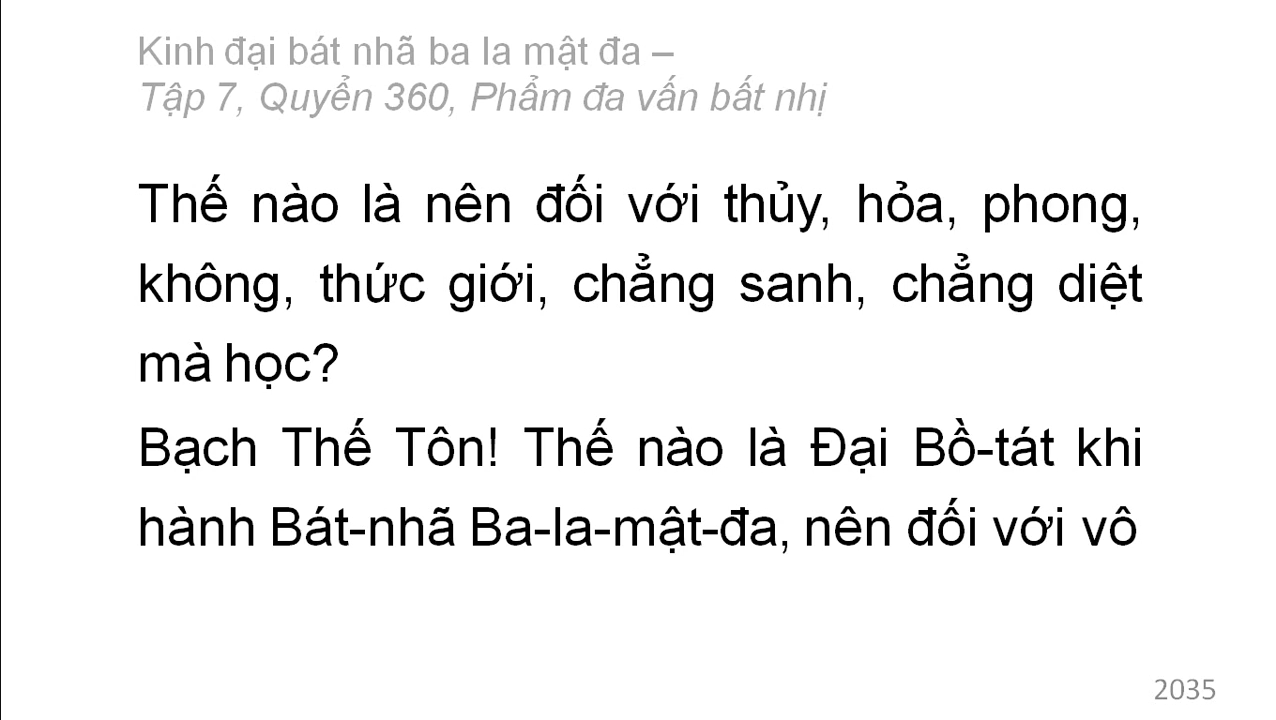 Kinh đại bát nhã ba la mật đa –
Tập 7, Quyển 360, Phẩm đa vấn bất nhị
Thế nào là nên đối với thủy, hỏa, phong,
không, thức giới, chẳng sanh, chẳng diệt
mà học?
Bạch Thế Tôn! Thế nào là Đại Bồ-tát khi
hành Bát-nhã Ba-la-mật-đa, nên đối với vô
2035